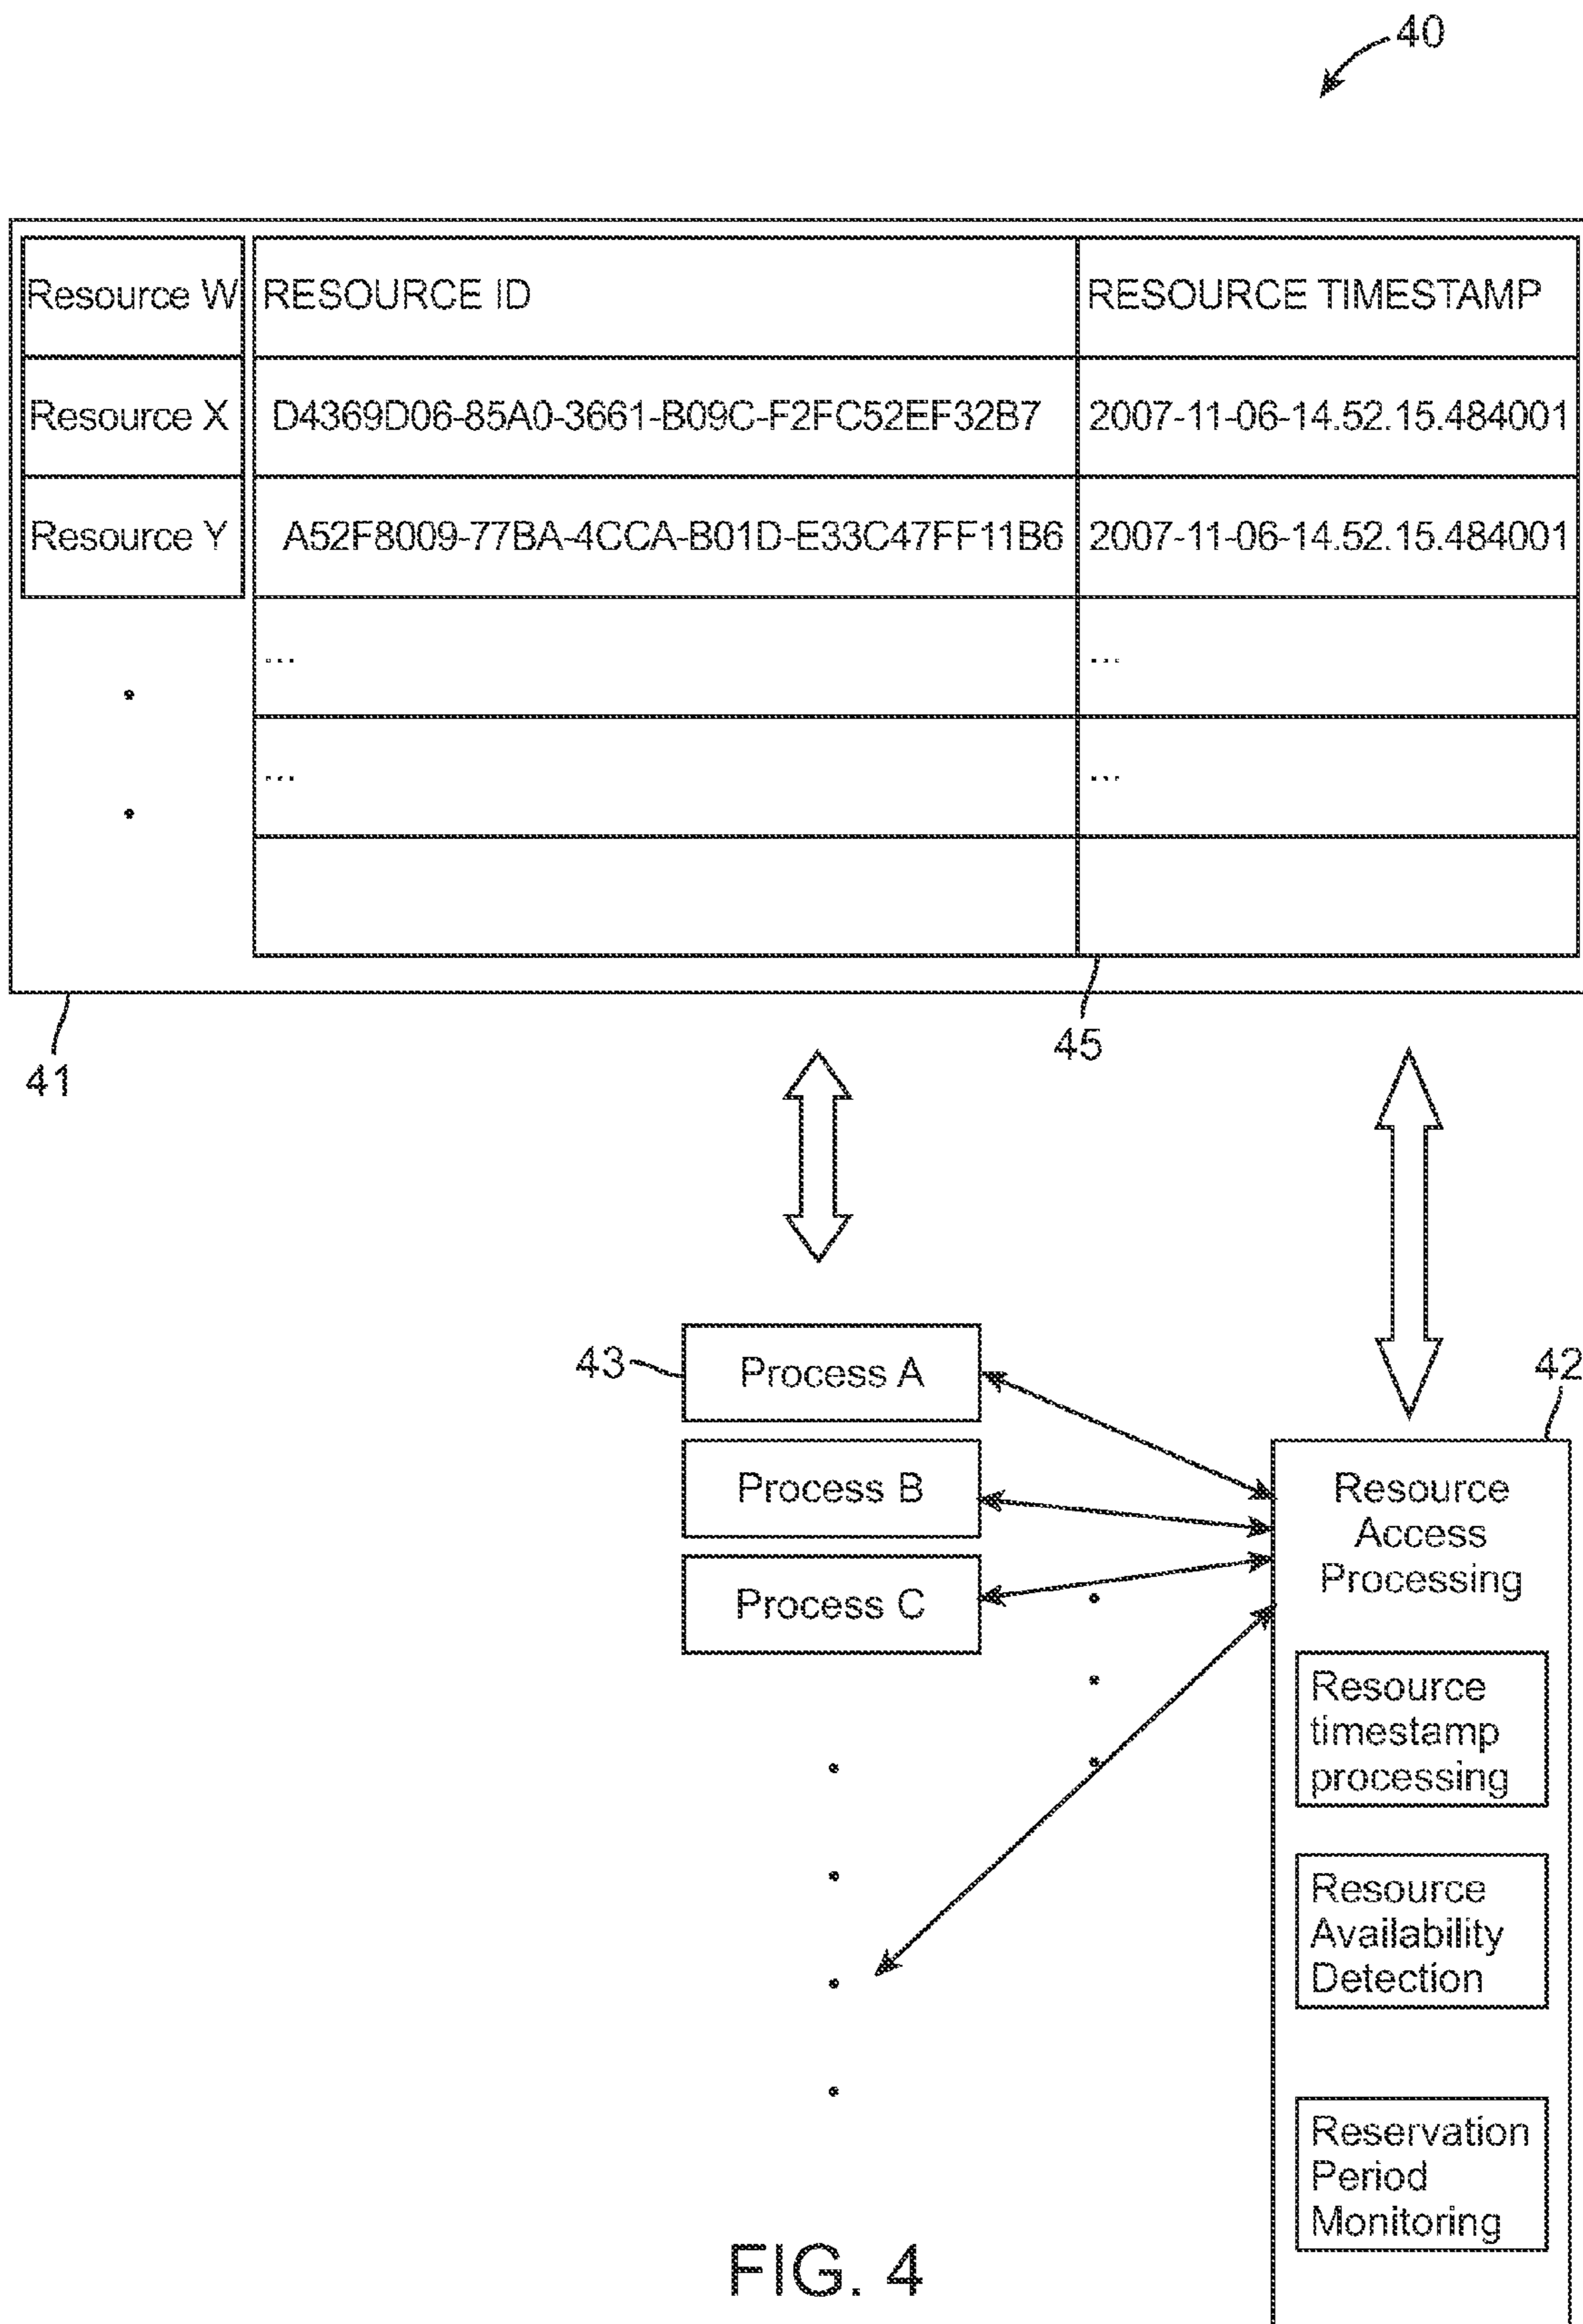 40
Resource W RESOURCE ID RESOURCE TIMESTAMP
Resource X D4369D06-85A0-3661-B09C-F2FC52EF32B7 2007-11-06-14.52.15.484001
Resource Y A52F8009-77BA-4CCA-B01D-E33C47FF11B6 2007-11-06-14.52.15.484001
... ...
... ...
41
45
43
Process A
Process B
Process C
42
Resource
Access
Processing
Resource
timestamp
processing
Resource
Availability
Detection
Reservation
Period
Monitoring
FIG. 4